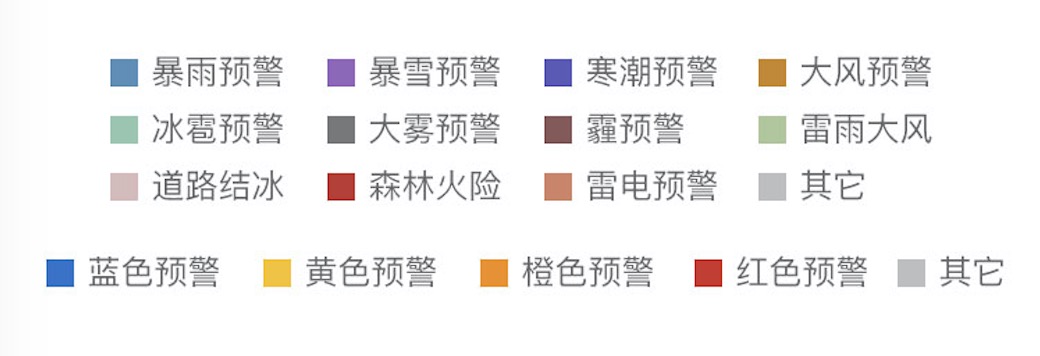 暴雨预警 暴雪预警 寒潮预警 大风预警
冰雹预警 大雾预警 霾预警 雷雨大风
道路结冰 森林火险 雷电预警 其它
蓝色预警 黄色预警 橙色预警 红色预警 其它